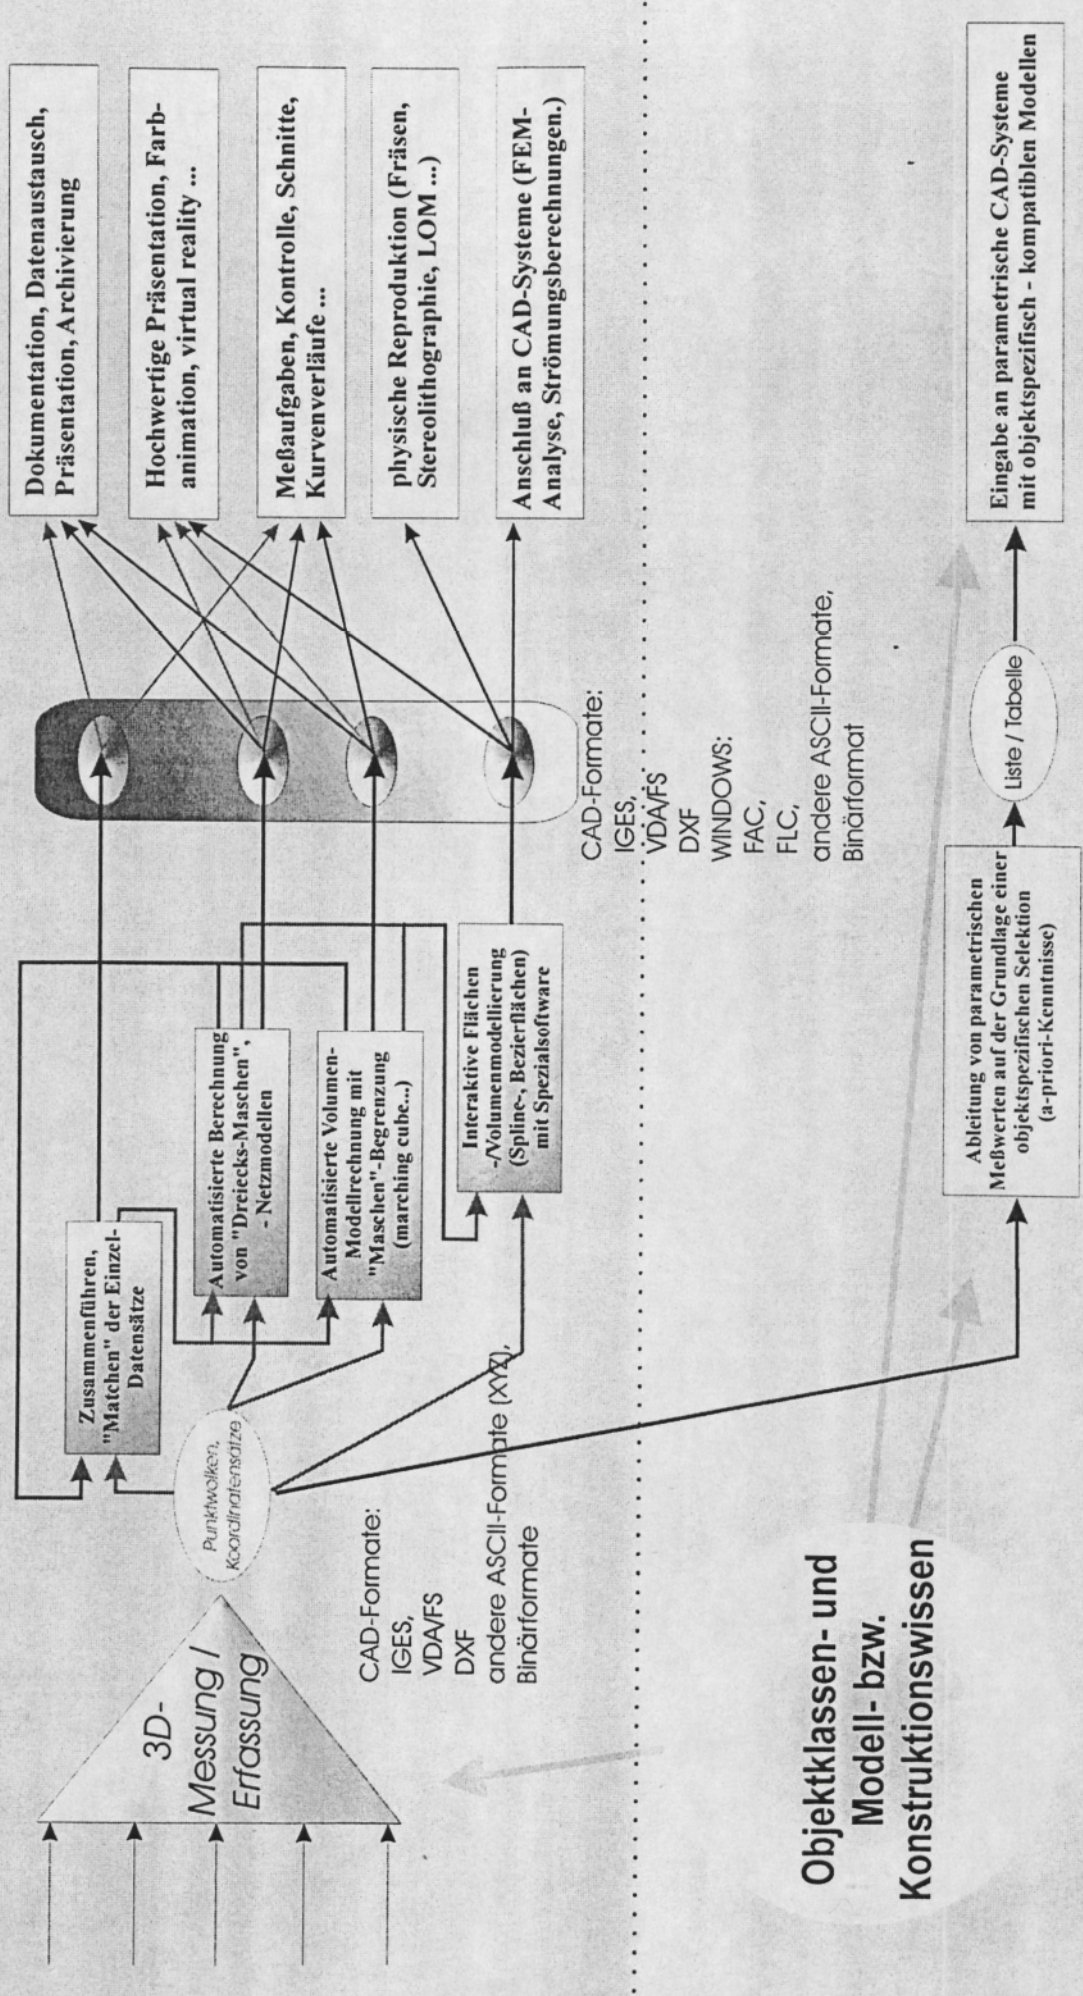 3D-
Messung /
Erfassung
Punktwolken,
Koordinatensätze
CAD-Formate:
IGES,
VDA/FS
DXF
andere ASCII-Formate (XYZ),
Binärformate
Zusammenführen,
"Matchen" der Einzel-
Datensätze
Automatisierte Berechnung
von "Dreiecks-Maschen",
- Netzmodellen
Automatisierte Volumen-
Modellrechnung mit
"Maschen"-Begrenzung
(marching cube...)
Interaktive Flächen
-/Volumenmodellierung
(Spline-, Bezierflächen)
mit Spezialsoftware
CAD-Formate:
IGES,
VDA/FS
DXF
WINDOWS:
FAC,
FLC,
andere ASCII-Formate,
Binärformat
Dokumentation, Datenaustausch,
Präsentation, Archivierung
Hochwertige Präsentation, Farb-
animation, virtual reality ...
Meßaufgaben, Kontrolle, Schnitte,
Kurvenverläufe ...
physische Reproduktion (Fräsen,
Stereolithographie, LOM ...)
Anschluß an CAD-Systeme (FEM-
Analyse, Strömungsberechnungen.)
Objektklassen- und
Modell- bzw.
Konstruktionswissen
Ableitung von parametrischen
Meßwerten auf der Grundlage einer
objektspezifischen Selektion
(a-priori-Kenntnisse)
Liste / Tabelle
Eingabe an parametrische CAD-Systeme
mit objektspezifisch - kompatiblen Modellen